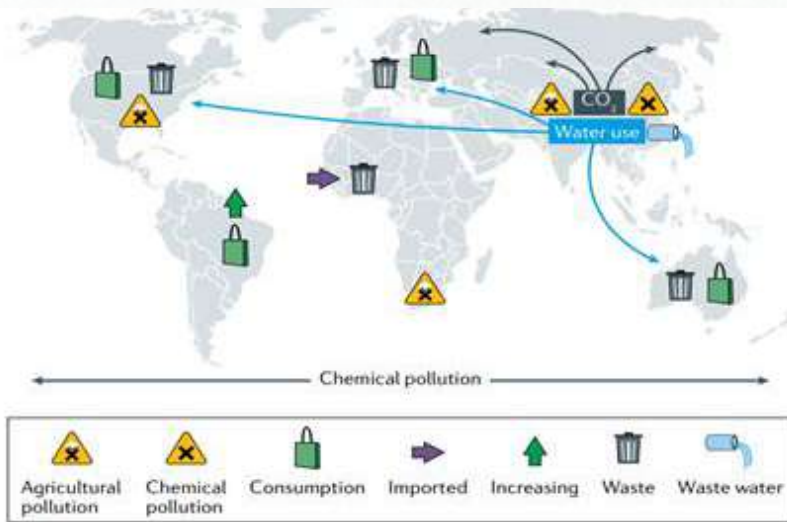 CO2
Water use
Chemical pollution
Agricultural
pollution
Chemical
pollution
Consumption
Imported
Increasing
Waste
Waste water